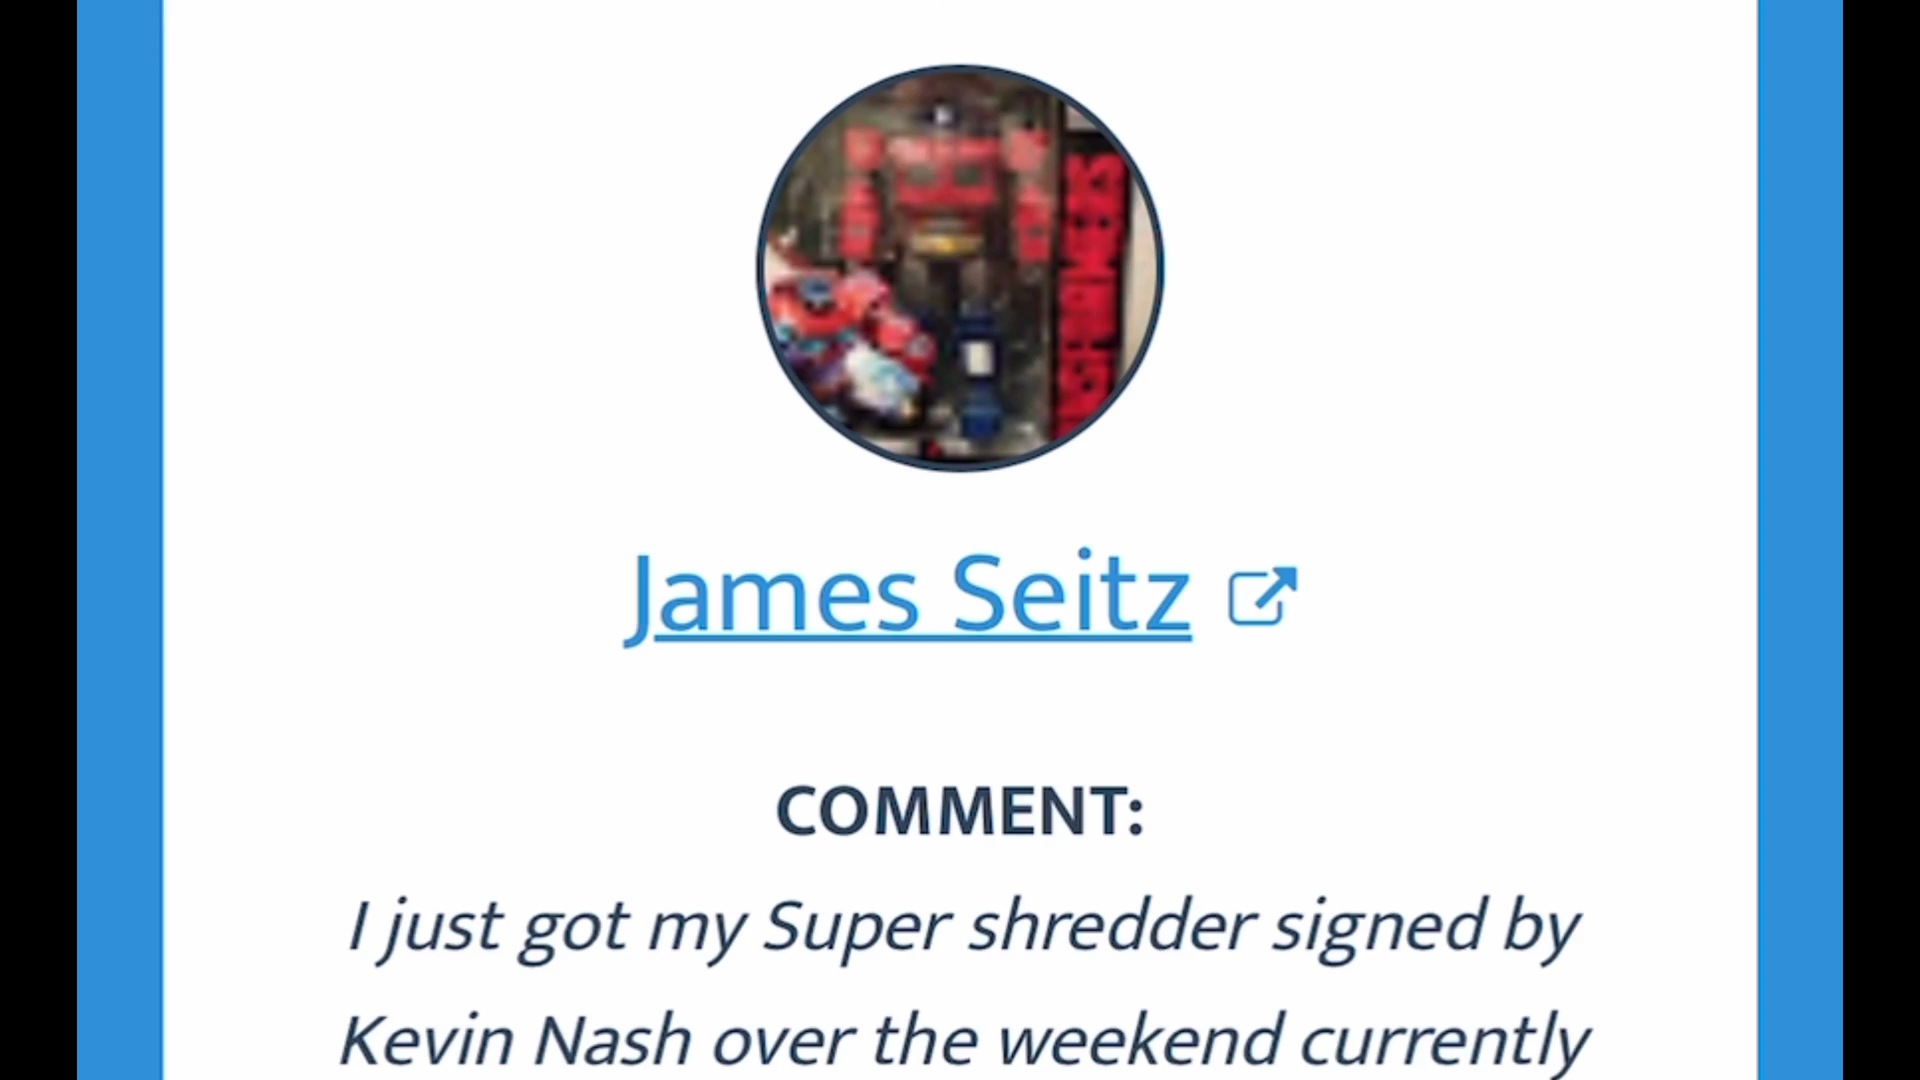 James Seitz
COMMENT:
I just got my Super shredder signed by
Kevin Nash over the weekend currently